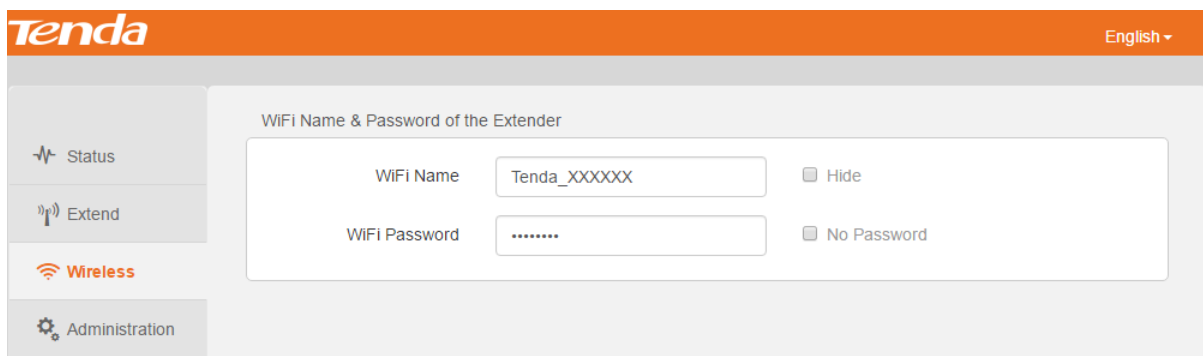 Tenda
English
WiFi Name & Password of the Extender
Status
WiFi Name Tenda_XXXXXX Hide
Extend
WiFi Password •••••••• No Password
Wireless
Administration